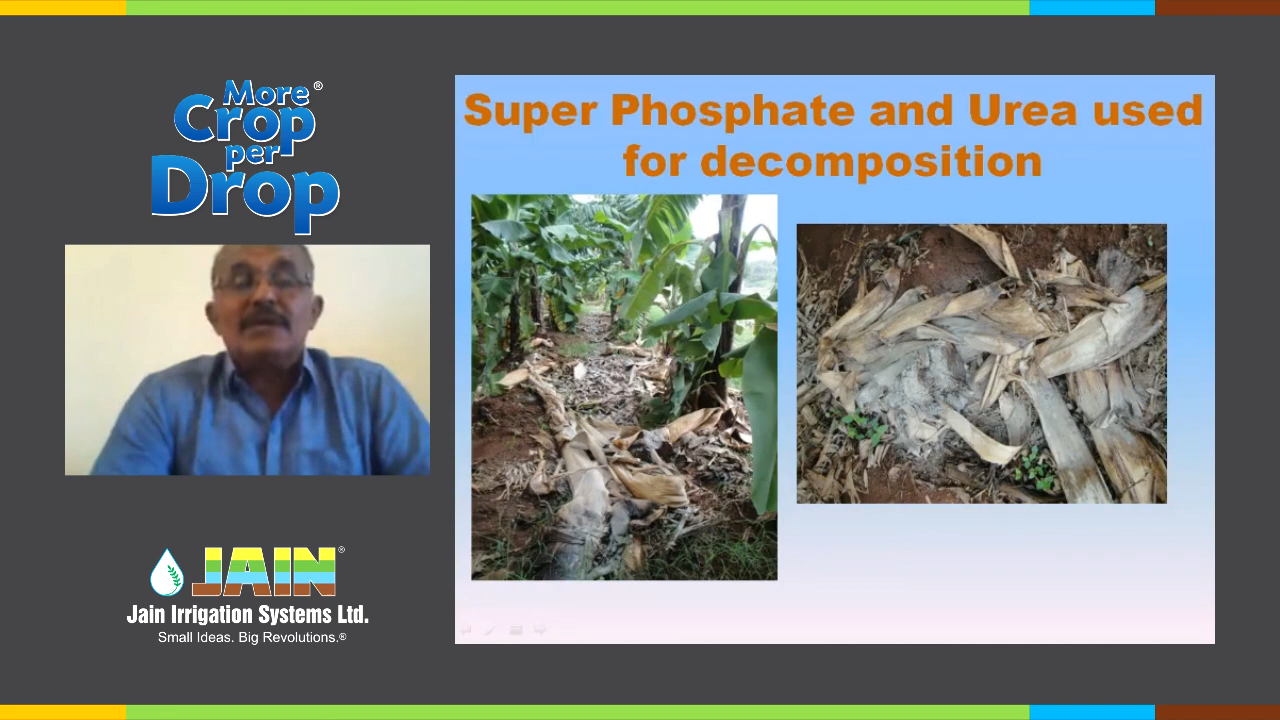 More®
Crop
per
Drop
Super Phosphate and Urea used
for decomposition
JAIN®
Jain Irrigation Systems Ltd.
Small Ideas. Big Revolutions.®